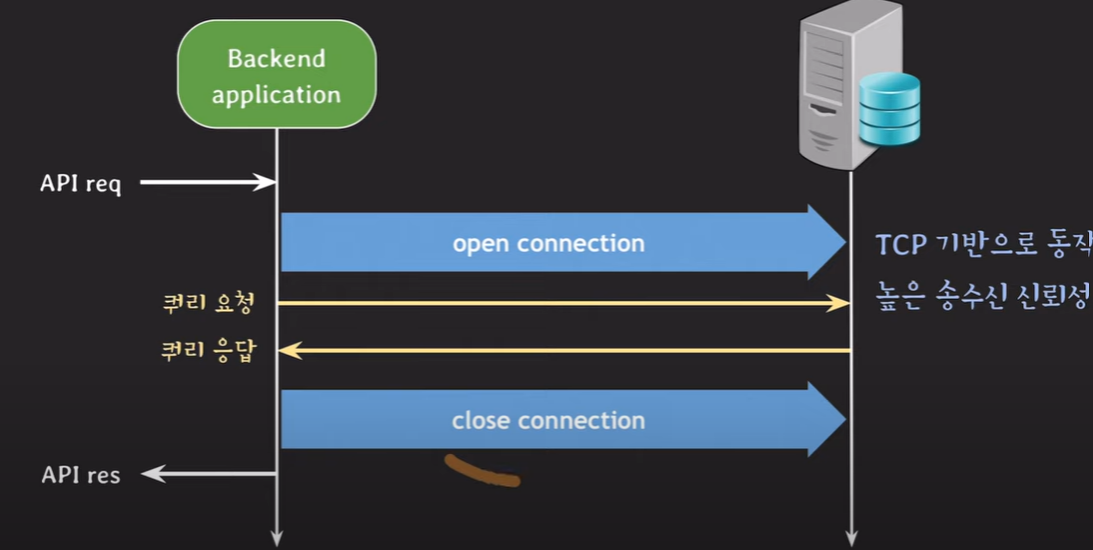 Backend
application
API req
open connection
TCP 기반으로 동작
쿼리 요청
높은 송수신 신뢰성
쿼리 응답
close connection
API res